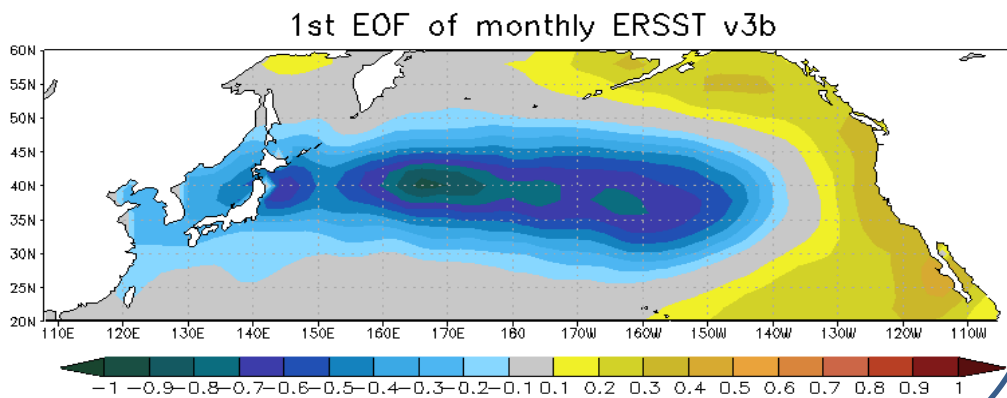 1st EOF of monthly ERSST v3b
60N
55N
50N
45N
40N
35N
30N
25N
20N
110E 120E 130E 140E 150E 160E 170E 180 170W 160W 150W 140W 130W 120W 110W
-1 -0.9 -0.8 -0.7 -0.6 -0.5 -0.4 -0.3 -0.2 -0.1 0.1 0.2 0.3 0.4 0.5 0.6 0.7 0.8 0.9 1